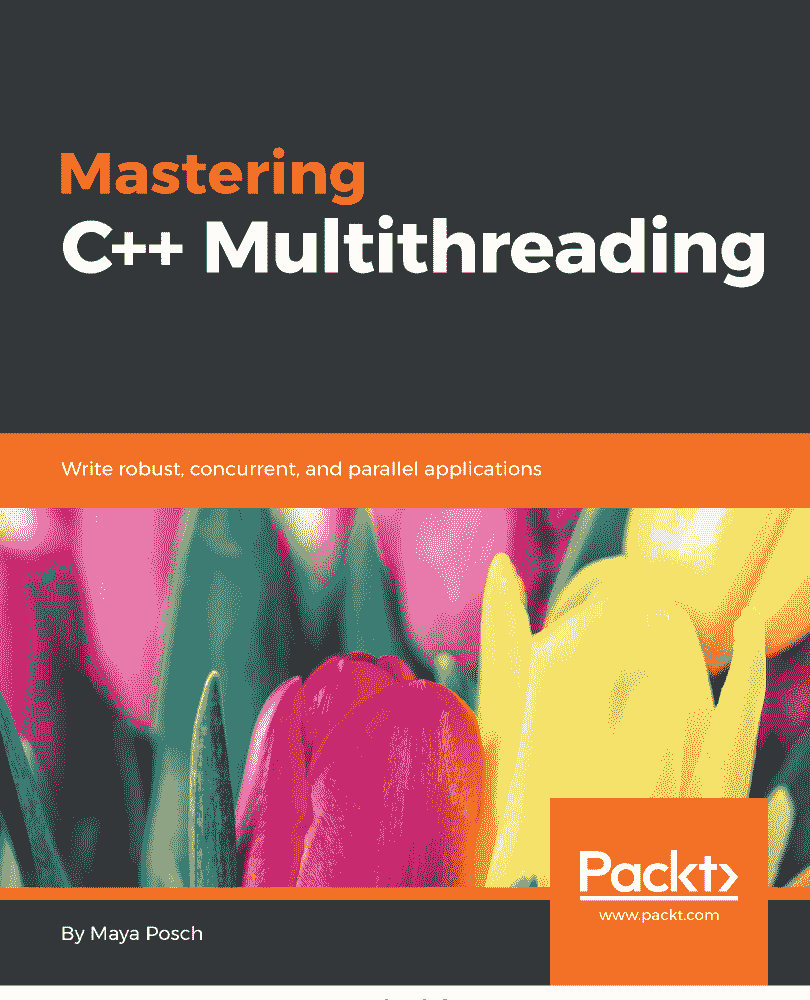 Mastering
C++ Multithreading
Write robust, concurrent, and parallel applications
Packt>
www.packt.com
By Maya Posch